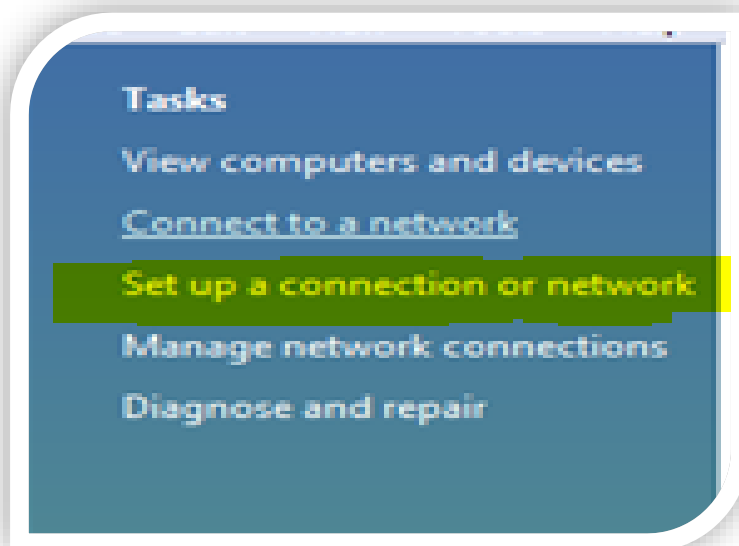 Tasks
View computers and devices
Connect to a network
Set up a connection or network
Manage network connections
Diagnose and repair